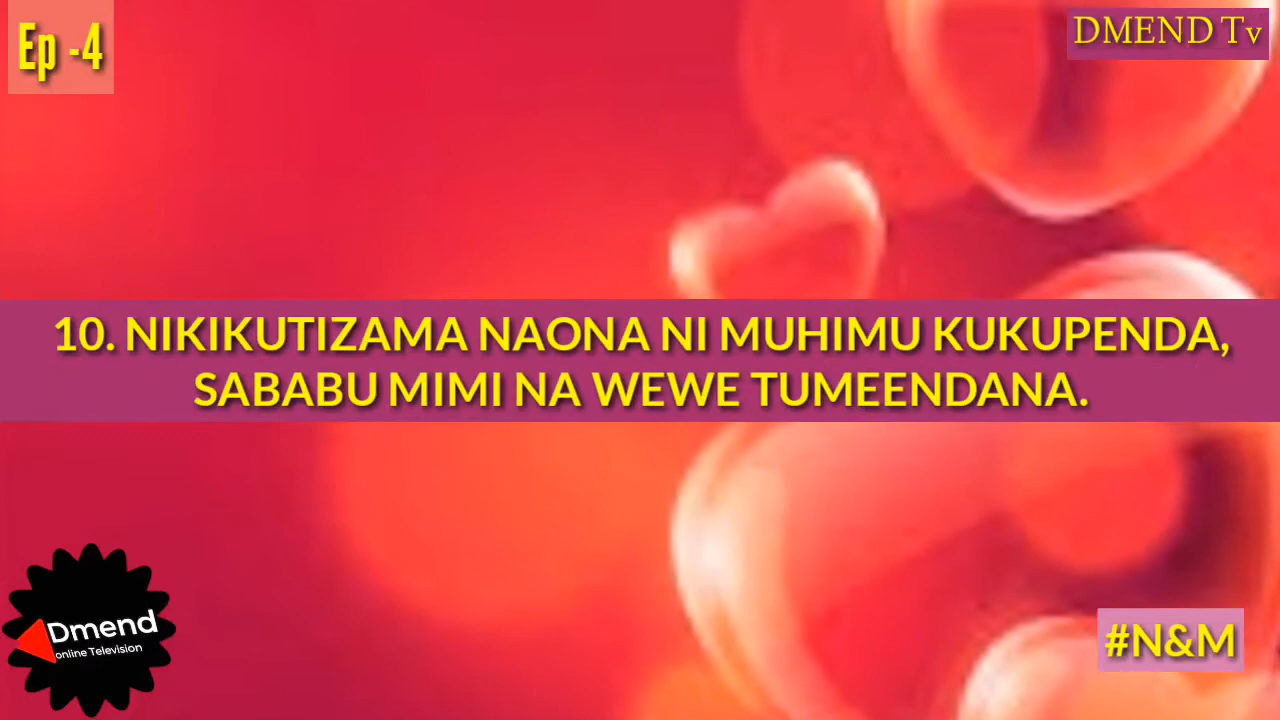 Ep -4
DMEND Tv
10. NIKIKUTIZAMA NAONA NI MUHIMU KUKUPENDA,
SABABU MIMI NA WEWE TUMEENDANA.
Dmend
online Television
#N&M